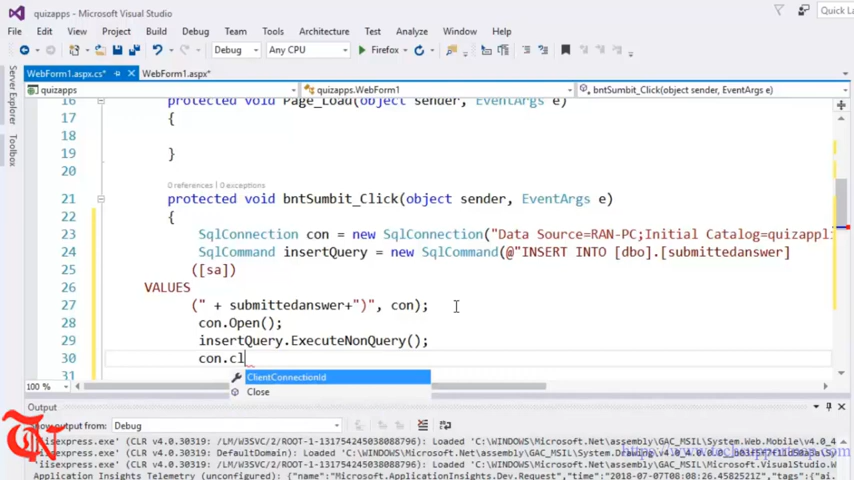 quizapps - Microsoft Visual Studio
Quick La
File Edit View Project Build Debug Team Tools Architecture Test Analyze Window Help
Debug Any CPU Firefox
WebForm1.aspx.cs* WebForm1.aspx*
quizapps quizapps.WebForm1 bntSumbit_Click(object sender, EventArgs e)
Server Explorer
Toolbox
16 protected void Page_Load(object sender, EventArgs e)
17 {
18
19 }
20
0 references | 0 exceptions
21 protected void bntSumbit_Click(object sender, EventArgs e)
22 {
23 SqlConnection con = new SqlConnection("Data Source=RAN-PC;Initial Catalog=quizappli
24 SqlCommand insertQuery = new SqlCommand(@"INSERT INTO [dbo].[submittedanswer]
25 ([sa])
26 VALUES
27 (" + submittedanswer+")", con);
28 con.Open();
29 insertQuery.ExecuteNonQuery();
30 con.cl
31
ClientConnectionId
Close
100 %
Output
Show output from: Debug
'iisexpress.exe' (CLR v4.0.30319: /LM/W3SVC/2/ROOT-1-131754245038088796): Loaded 'C:\WINDOWS\Microsoft.Net\assembly\GAC_MSIL\System.Web.Mobile\v4.0_4
'iisexpress.exe' (CLR v4.0.30319: DefaultDomain): Loaded 'C:\WINDOWS\Microsoft.Net\assembly\GAC_MSIL\System.Drawing\v4.0_4.0.0.0
'iisexpress.exe' (CLR v4.0.30319: /LM/W3SVC/2/ROOT-1-131754245038088796): Loaded 'C:\WINDOWS\Microsoft.Net\assembly\GAC_MSIL\Microsoft.VisualStudio.W
Application Insights Telemetry (unconfigured): {"name":"Microsoft.ApplicationInsights.Dev.Request","time":"2018-07-07T08:08:26.4582521Z","tags":{"ai.